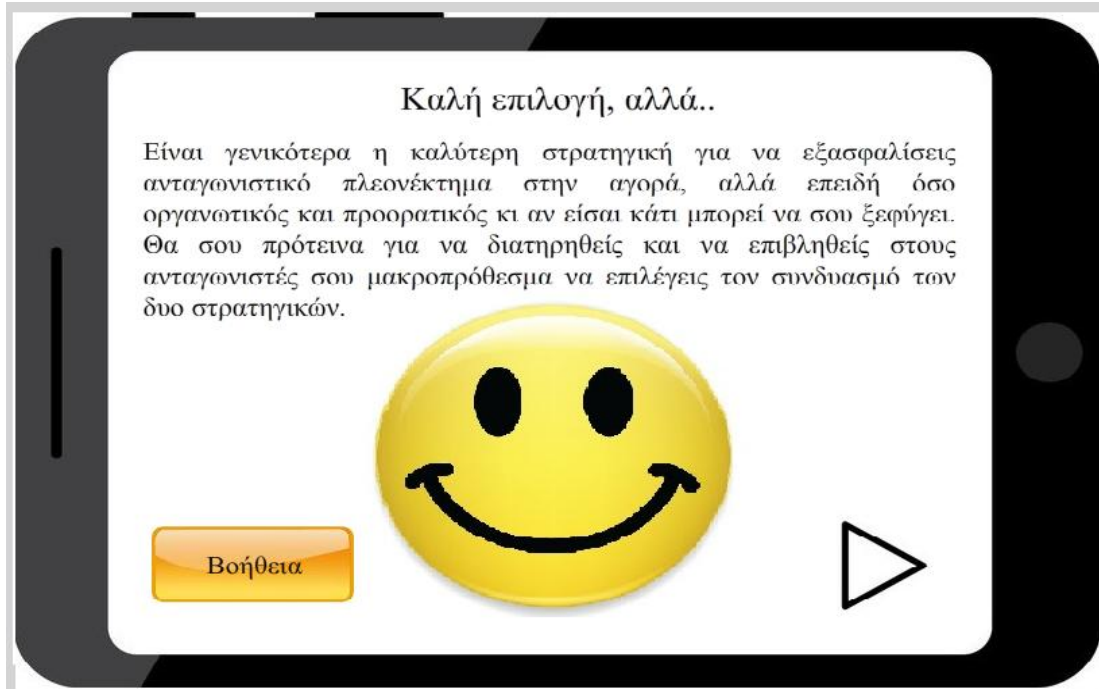 Καλή επιλογή, αλλά..
Είναι γενικότερα η καλύτερη στρατηγική για να εξασφαλίσεις
ανταγωνιστικό πλεονέκτημα στην αγορά, αλλά επειδή όσο
οργανωτικός και προορατικός κι αν είσαι κάτι μπορεί να σου ξεφύγει.
Θα σου πρότεινα για να διατηρηθείς και να επιβληθείς στους
ανταγωνιστές σου μακροπρόθεσμα να επιλέγεις τον συνδυασμό των
δυο στρατηγικών.
Βοήθεια